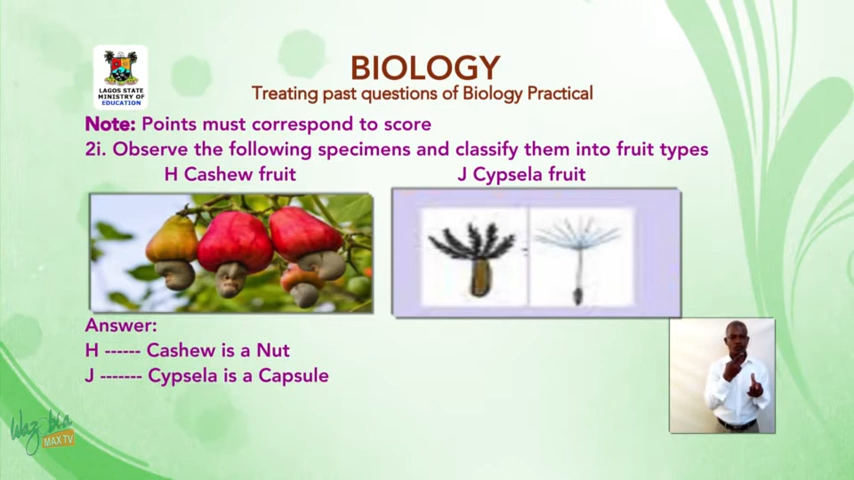 BIOLOGY
LAGOS STATE
MINISTRY OF
EDUCATION
Treating past questions of Biology Practical
Note: Points must correspond to score
2i. Observe the following specimens and classify them into fruit types
H Cashew fruit
J Cypsela fruit
Answer:
H ------ Cashew is a Nut
J ------- Cypsela is a Capsule
Wazobia
MAX TV